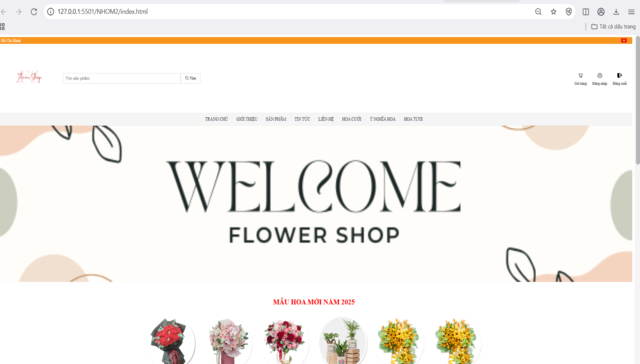 127.0.0.1:5501/NHOM2/index.html
Tất cả dấu trang
Flower Shop
Tìm sản phẩm
Tìm
Giỏ hàng
Đăng nhập
Đăng xuất
TRANG CHỦ
GIỚI THIỆU
SẢN PHẨM
TIN TỨC
LIÊN HỆ
HOA CƯỚI
Ý NGHĨA HOA
HOA TƯƠI
WELCOME
FLOWER SHOP
MẪU HOA MỚI NĂM 2025